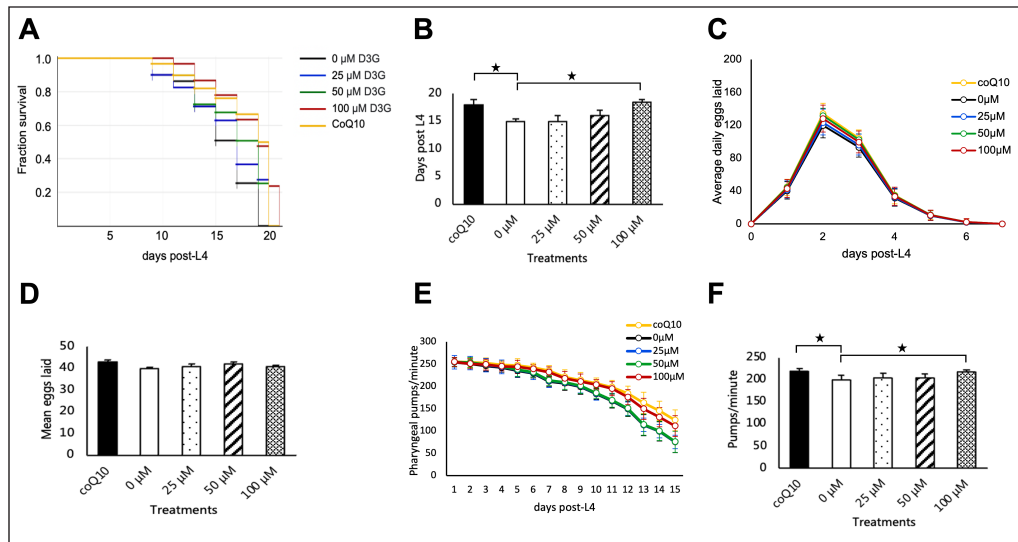 A
Fraction survival
1.0
0.8
0.6
0.4
0.2
5
10
15
20
days post-L4
0 µM D3G
25 µM D3G
50 µM D3G
100 µM D3G
CoQ10
B
Days post L4
20
15
10
5
0
★
★
coQ10
0 µM
25 µM
50 µM
100 µM
Treatments
C
Average daily eggs laid
200
160
120
80
40
0
0
2
4
6
days post-L4
coQ10
0µM
25µM
50µM
100µM
D
Mean eggs laid
50
40
30
20
10
0
coQ10
0 µM
25 µM
50 µM
100 µM
Treatments
E
Pharyngeal pumps/minute
300
250
200
150
100
50
0
1 2 3 4 5 6 7 8 9 10 11 12 13 14 15
days post-L4
coQ10
0µM
25µM
50µM
100µM
F
Pumps/minute
250
200
150
100
50
0
★
★
coQ10
0 µM
25 µM
50 µM
100 µM
Treatments